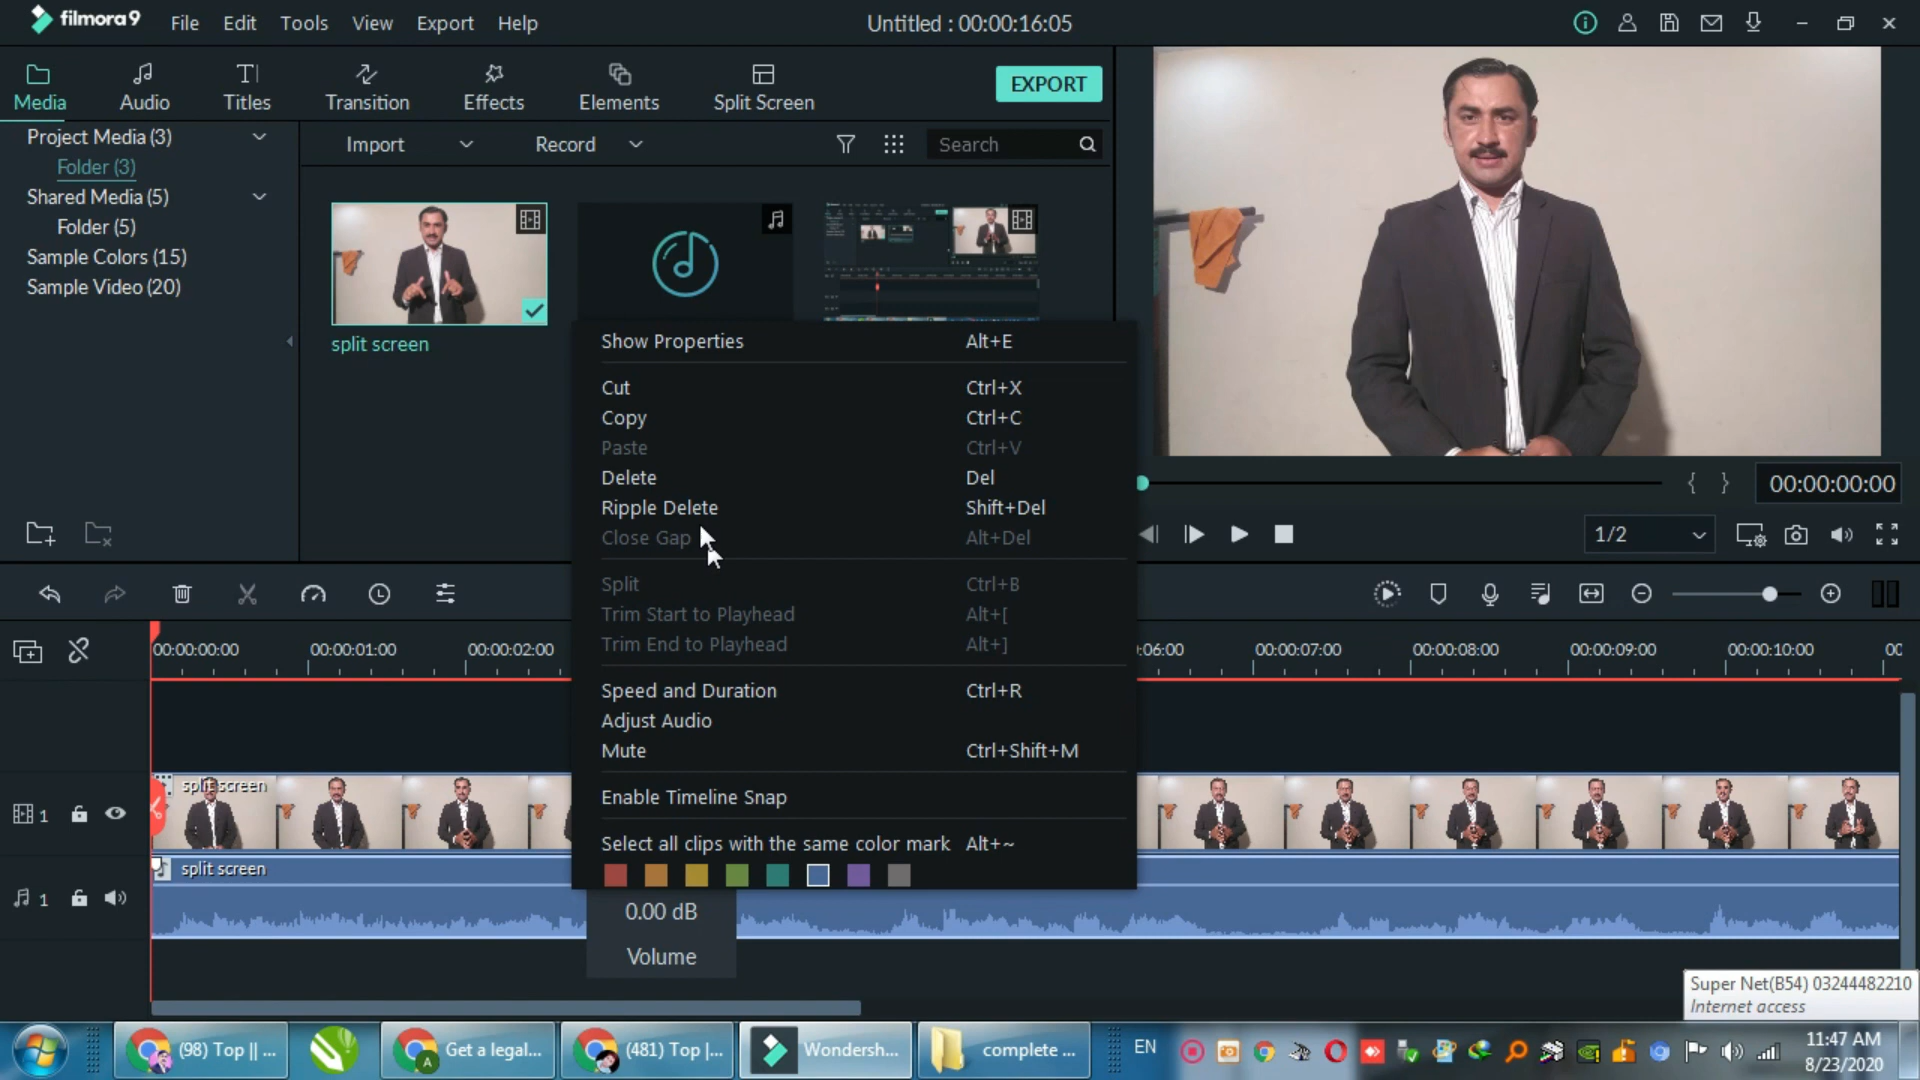 filmora9 File Edit Tools View Export Help Untitled : 00:00:16:05
Media Audio Titles Transition Effects Elements Split Screen EXPORT
Project Media (3)
Folder (3)
Shared Media (5)
Folder (5)
Sample Colors (15)
Sample Video (20)
Import Record Search
split screen
Show Properties Alt+E
Cut Ctrl+X
Copy Ctrl+C
Paste Ctrl+V
Delete Del
Ripple Delete Shift+Del
Close Gap Alt+Del
Split Ctrl+B
Trim Start to Playhead Alt+[
Trim End to Playhead Alt+]
Speed and Duration Ctrl+R
Adjust Audio
Mute Ctrl+Shift+M
Enable Timeline Snap
Select all clips with the same color mark Alt+~
{ } 00:00:00:00
1/2
00:00:00:00 00:00:01:00 00:00:02:00 :06:00 00:00:07:00 00:00:08:00 00:00:09:00 00:00:10:00 00
split screen
1
split screen
1
0.00 dB
Volume
Super Net(B54) 03244482210
Internet access
(98) Top || ... Get a legal... (481) Top |... Wondersh... complete ... EN
11:47 AM
8/23/2020